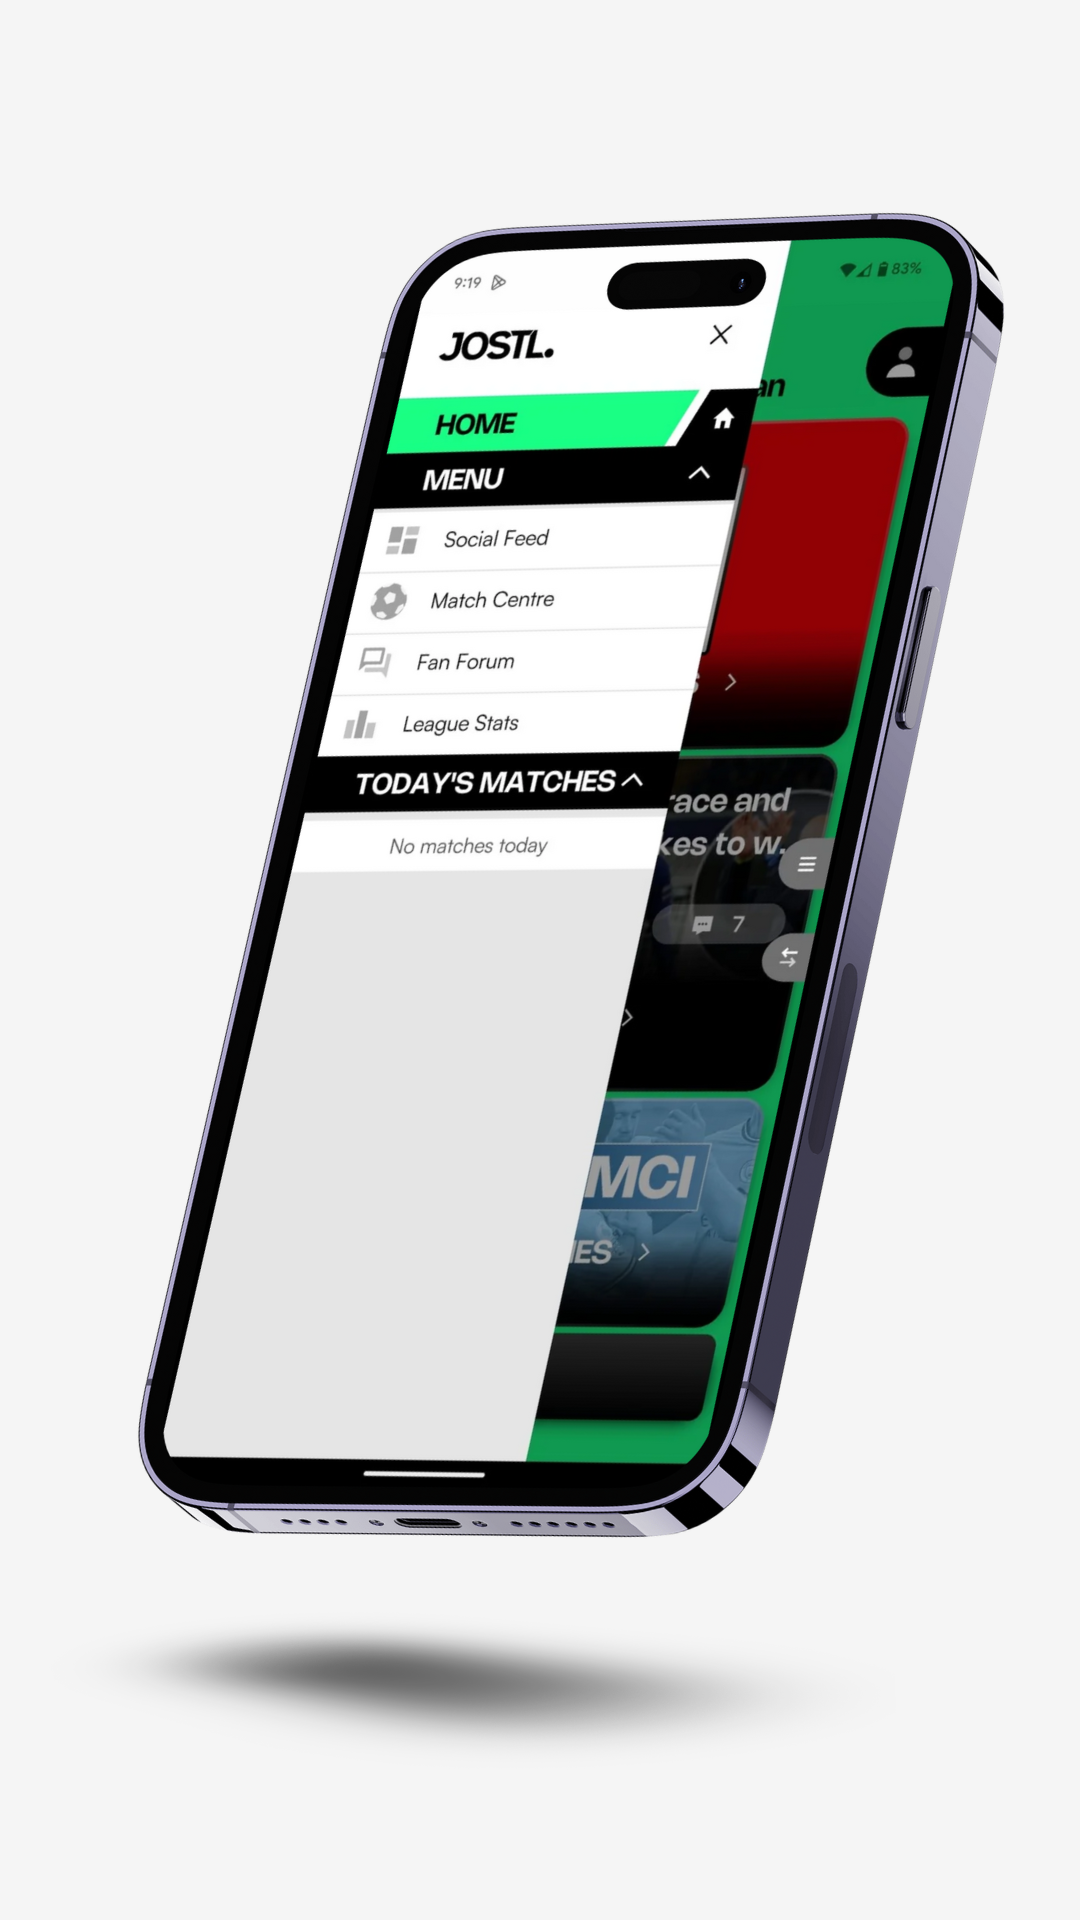 9:19
83%
JOSTL.
HOME
MENU
Social Feed
Match Centre
Fan Forum
League Stats
TODAY'S MATCHES
No matches today
an
S
race and
kes to w.
7
MCI
IES